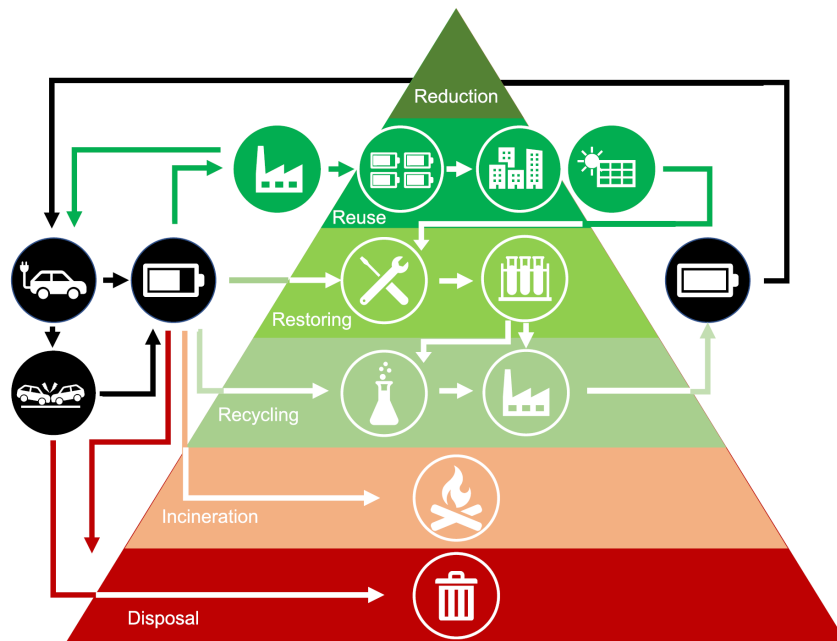 Reduction
Reuse
Restoring
Recycling
Incineration
Disposal